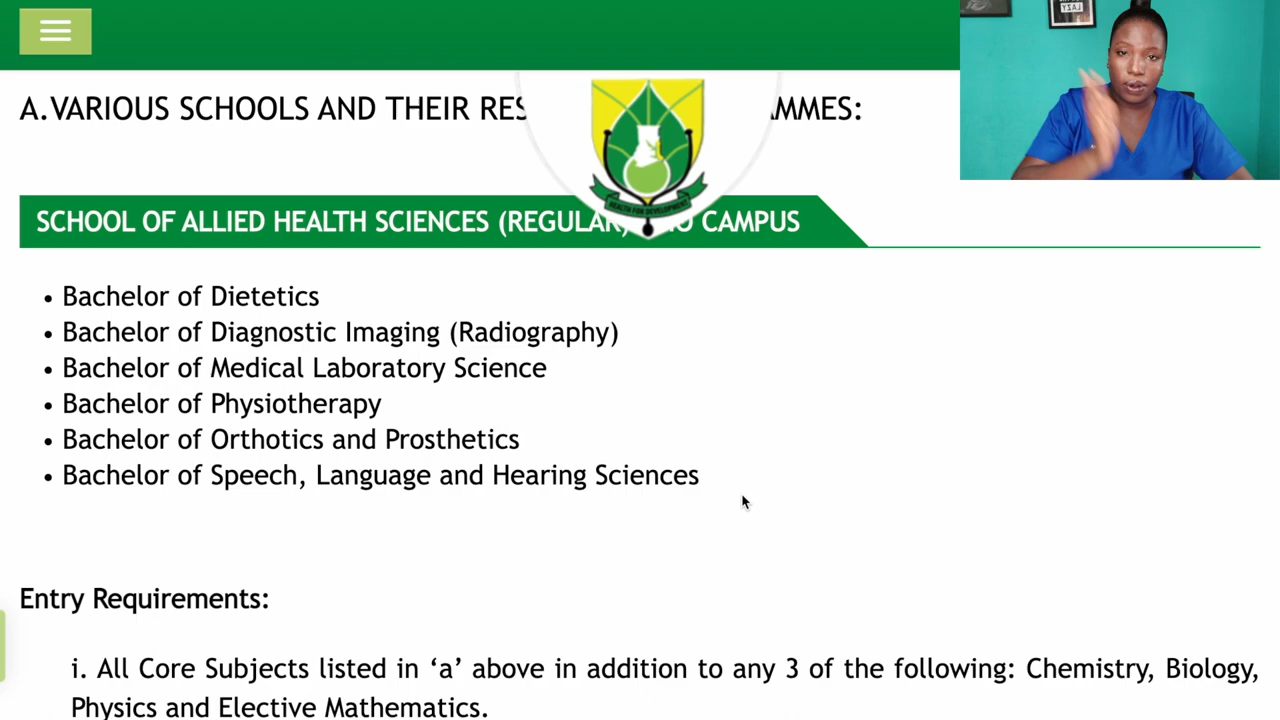 A.VARIOUS SCHOOLS AND THEIR RES AMMES:
SCHOOL OF ALLIED HEALTH SCIENCES (REGULAR) CAMPUS
HEALTH FOR DEVELOPMENT
• Bachelor of Dietetics
• Bachelor of Diagnostic Imaging (Radiography)
• Bachelor of Medical Laboratory Science
• Bachelor of Physiotherapy
• Bachelor of Orthotics and Prosthetics
• Bachelor of Speech, Language and Hearing Sciences
Entry Requirements:
i. All Core Subjects listed in ‘a’ above in addition to any 3 of the following: Chemistry, Biology,
Physics and Elective Mathematics.